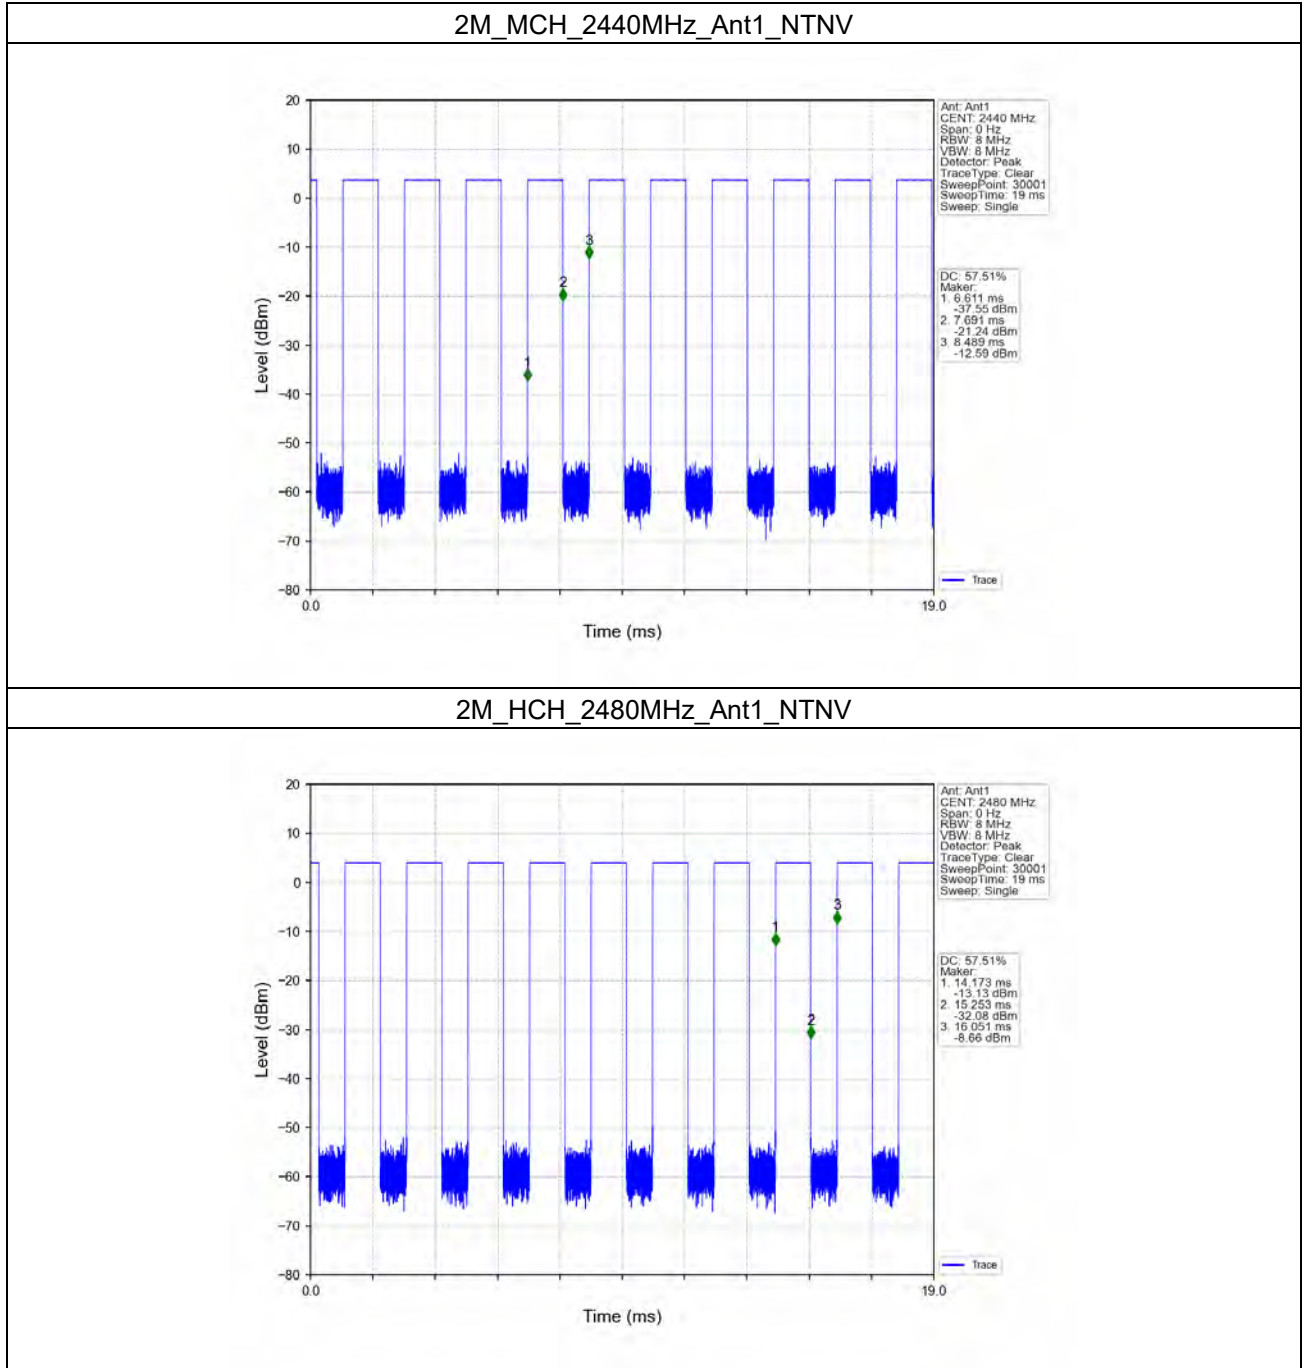 2M_MCH_2440MHz_Ant1_NTNV
20
10
0
−10
−20
−30
−40
−50
−60
−70
−80
Level (dBm)
1
2
3
0.0
19.0
Time (ms)
Ant: Ant1
CENT: 2440 MHz
Span: 0 Hz
RBW: 8 MHz
VBW: 8 MHz
Detector: Peak
TraceType: Clear
SweepPoint: 30001
SweepTime: 19 ms
Sweep: Single
DC: 57.51%
Maker:
1. 6.611 ms
-37.55 dBm
2. 7.691 ms
-21.24 dBm
3. 8.489 ms
-12.59 dBm
Trace
2M_HCH_2480MHz_Ant1_NTNV
20
10
0
−10
−20
−30
−40
−50
−60
−70
−80
Level (dBm)
1
2
3
0.0
19.0
Time (ms)
Ant: Ant1
CENT: 2480 MHz
Span: 0 Hz
RBW: 8 MHz
VBW: 8 MHz
Detector: Peak
TraceType: Clear
SweepPoint: 30001
SweepTime: 19 ms
Sweep: Single
DC: 57.51%
Maker:
1. 14.173 ms
-13.13 dBm
2. 15.253 ms
-32.08 dBm
3. 16.051 ms
-8.66 dBm
Trace